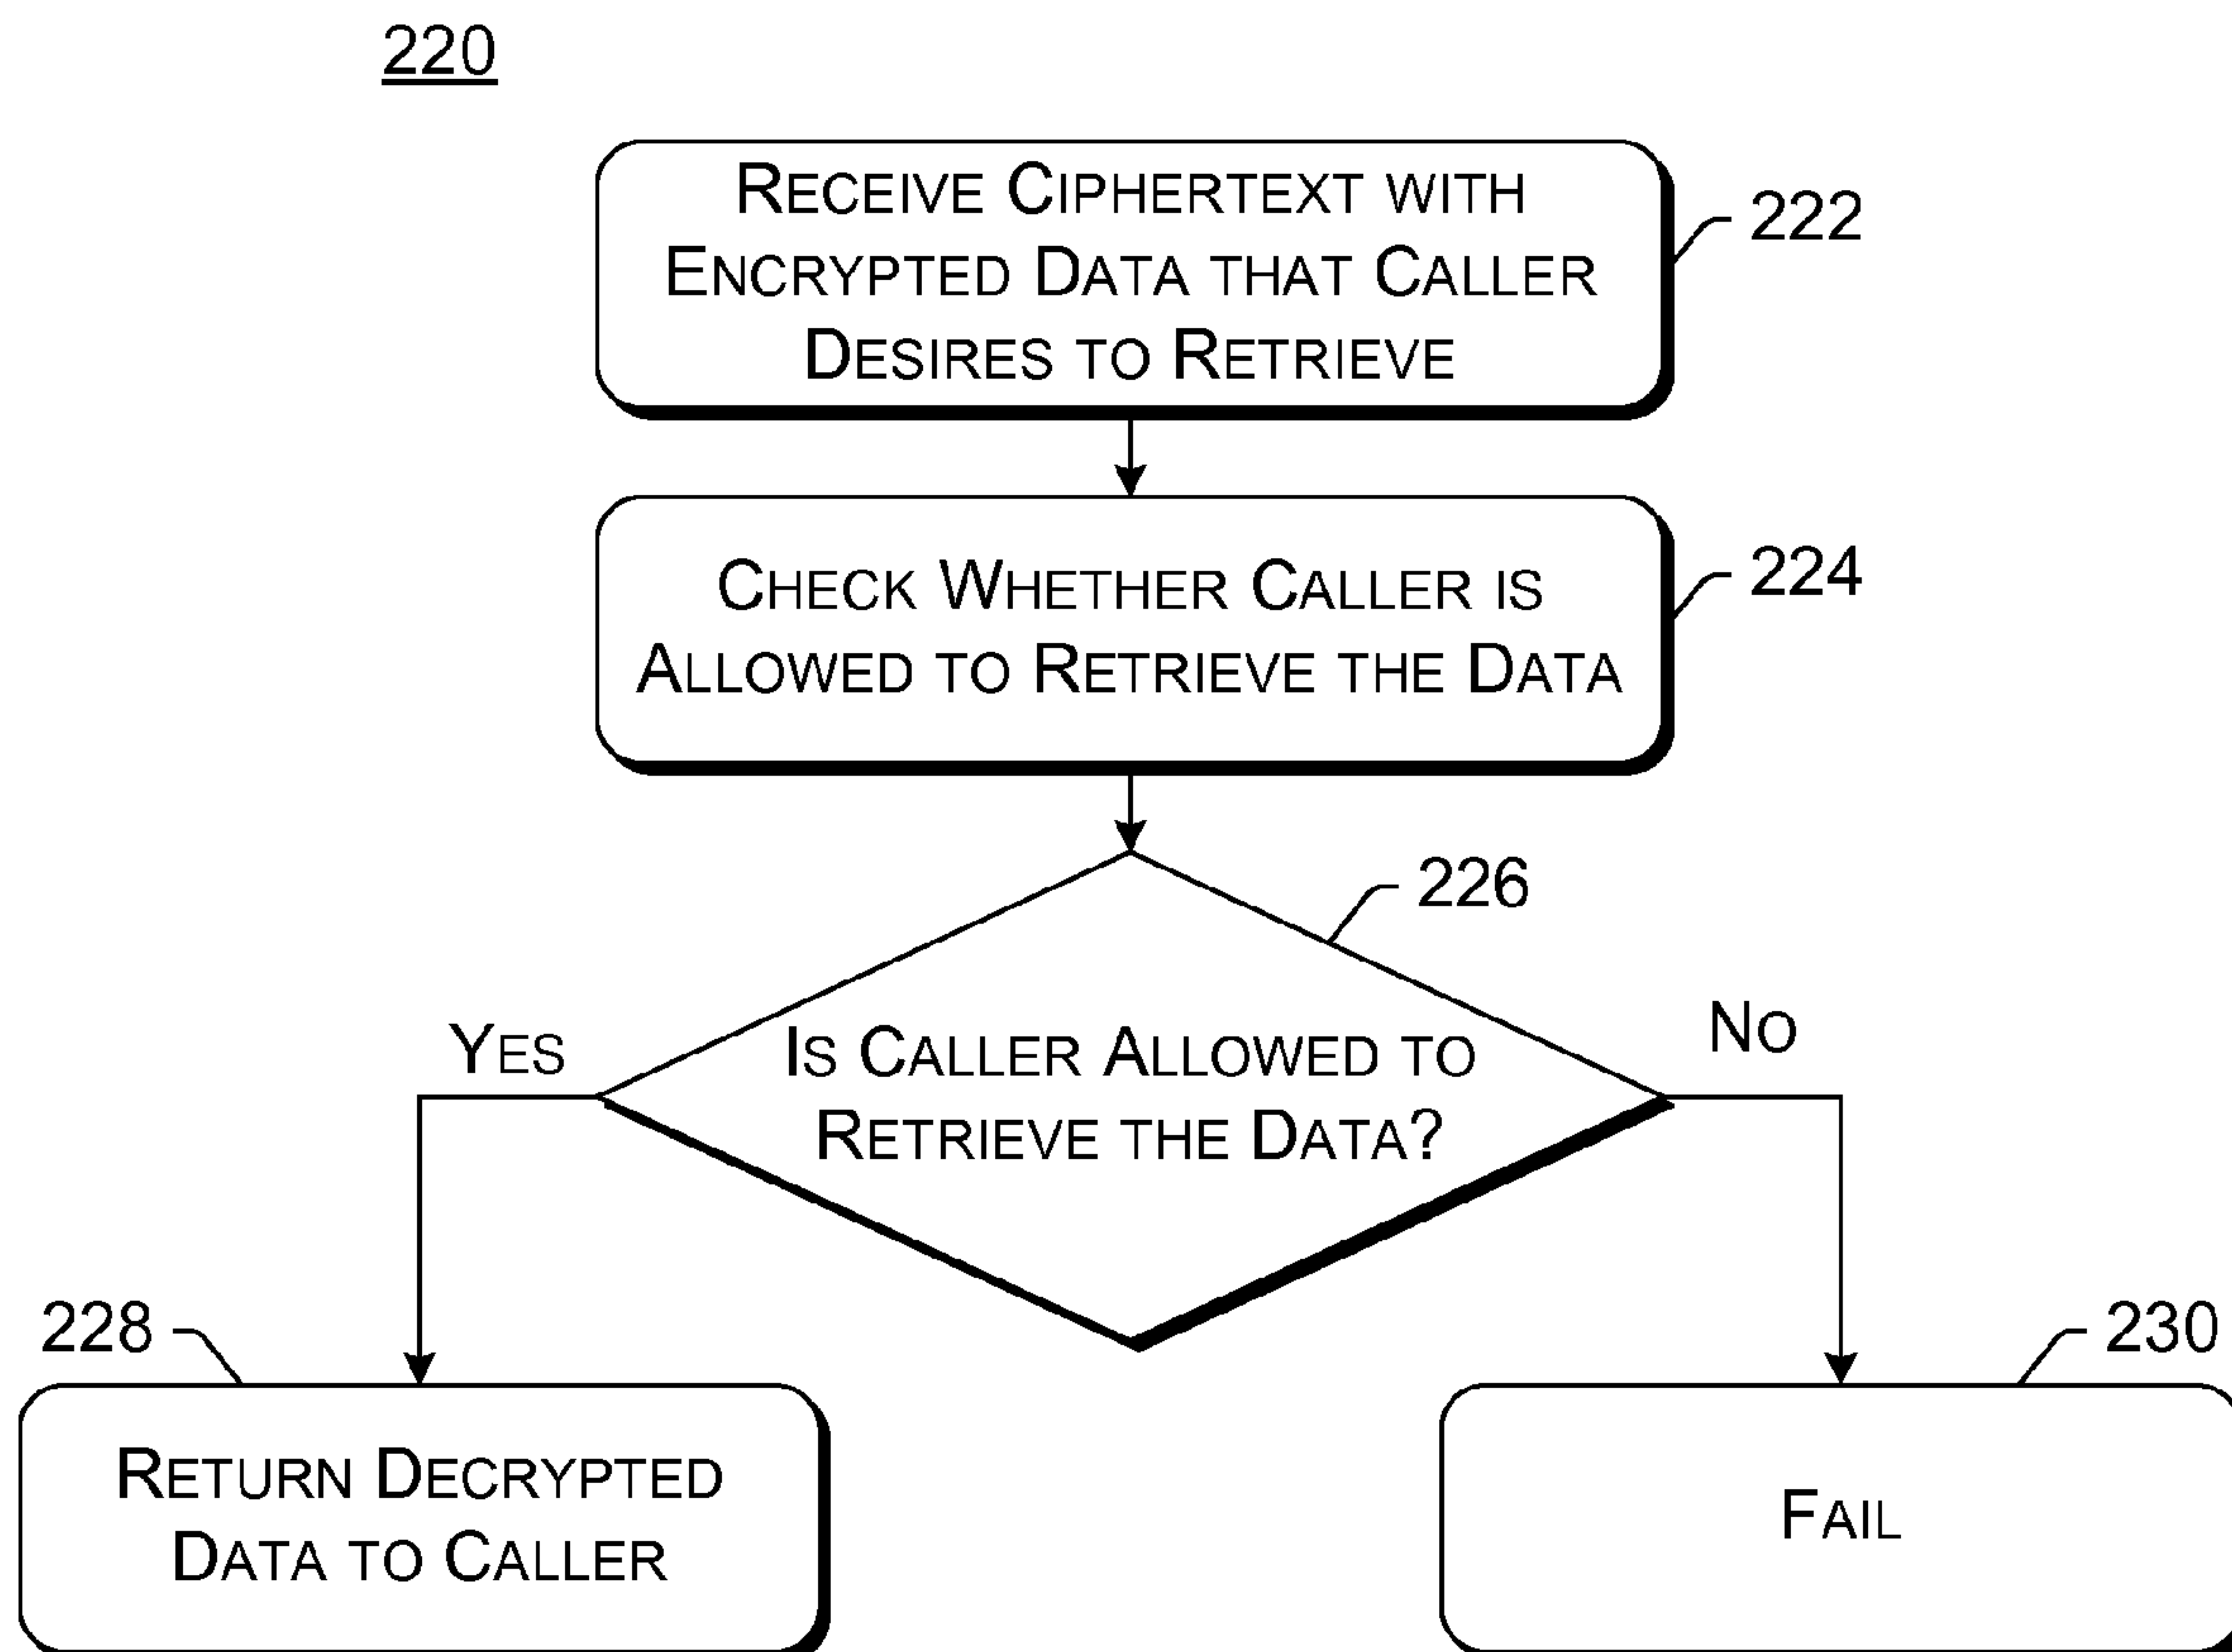 220
RECEIVE CIPHERTEXT WITH
ENCRYPTED DATA THAT CALLER
DESIRES TO RETRIEVE
222
CHECK WHETHER CALLER IS
ALLOWED TO RETRIEVE THE DATA
224
226
YES
IS CALLER ALLOWED TO
RETRIEVE THE DATA?
NO
228
RETURN DECRYPTED
DATA TO CALLER
230
FAIL